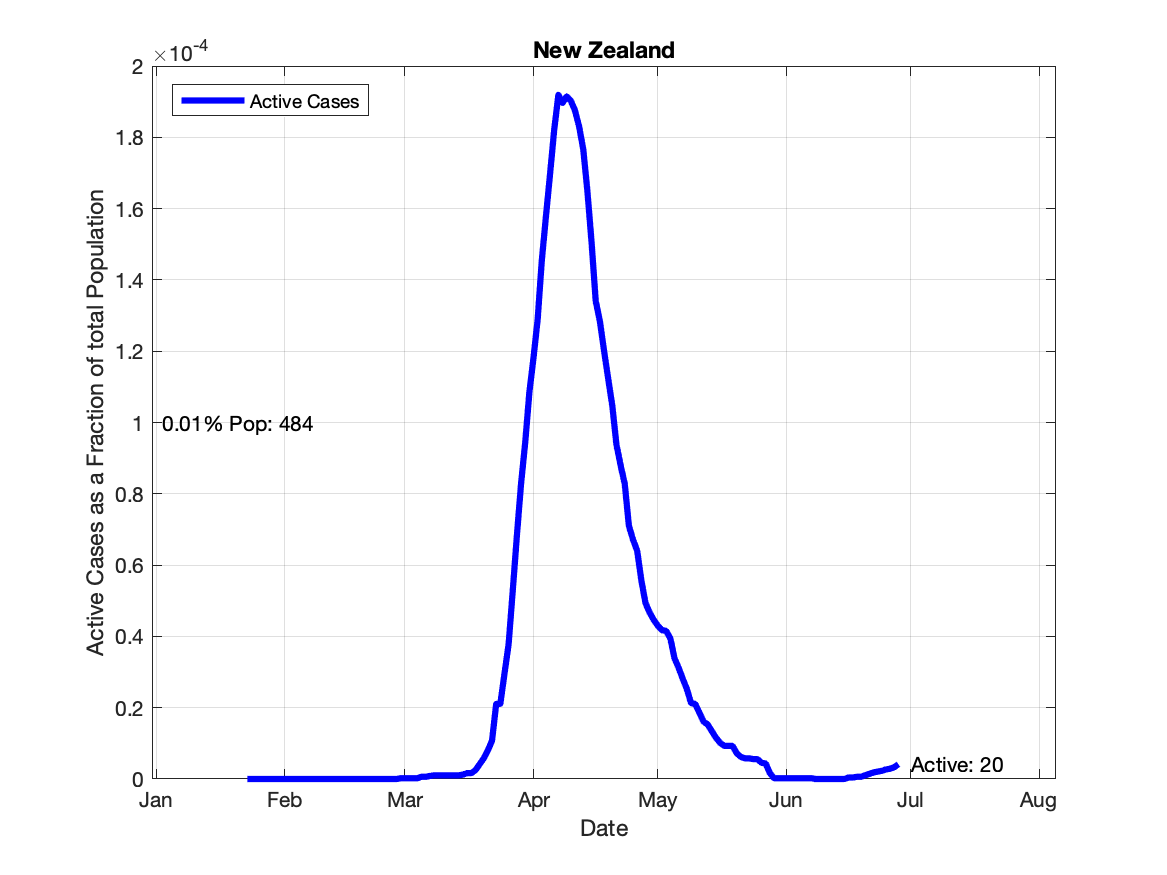 New Zealand
×10-4
Active Cases
Active Cases as a Fraction of total Population
2
1.8
1.6
1.4
1.2
1
0.8
0.6
0.4
0.2
0
0.01% Pop: 484
Active: 20
Jan Feb Mar Apr May Jun Jul Aug
Date